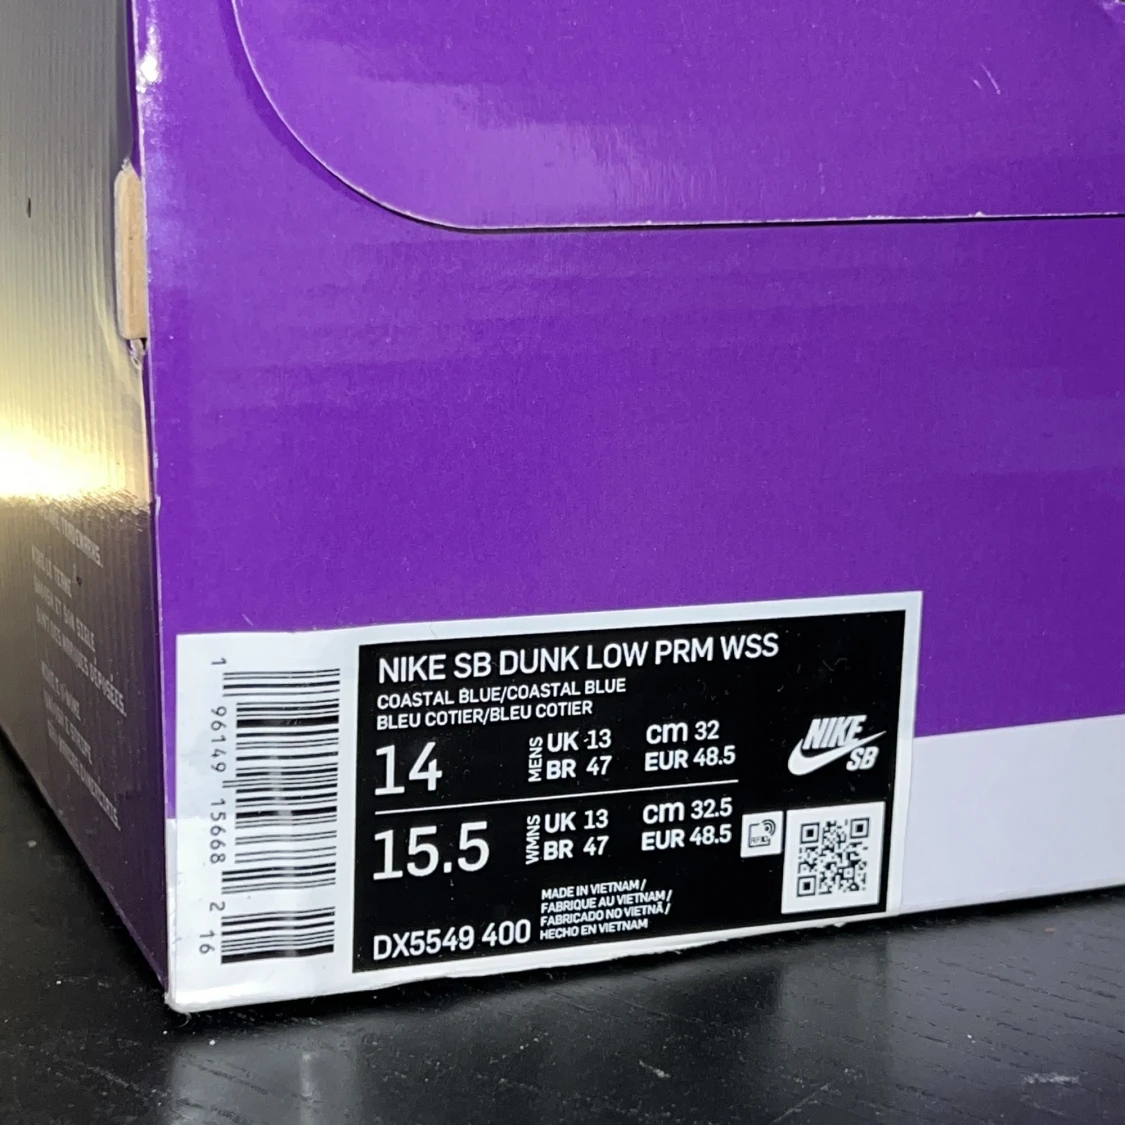 NIKE SB DUNK LOW PRM WSS
COASTAL BLUE/COASTAL BLUE
BLEU COTIER/BLEU COTIER
14
MENS
UK 13
BR 47
cm 32
EUR 48.5
15.5
WMNS
UK 13
BR 47
cm 32.5
EUR 48.5
NIKE
SB
DX5549 400
MADE IN VIETNAM/
FABRIQUE AU VIETNAM/
FABRICADO NO VIETNÃ/
HECHO EN VIETNAM
1 96149 15668 2 16